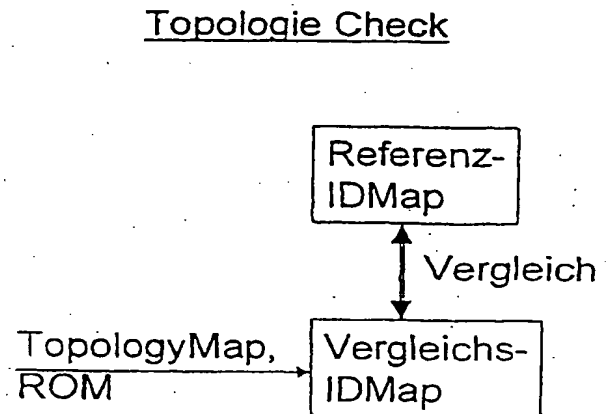 Topologie Check
Referenz-
IDMap
Vergleich
TopologyMap,
ROM
Vergleichs-
IDMap